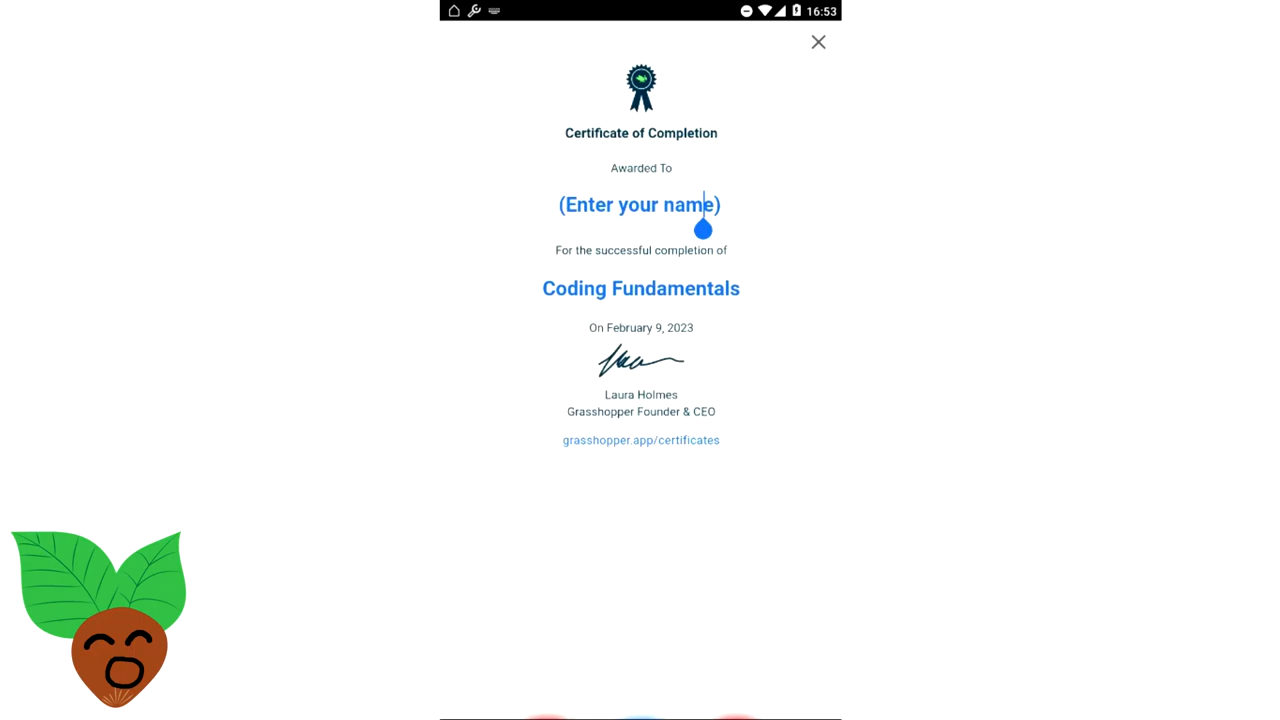 16:53
Certificate of Completion
Awarded To
(Enter your name)
For the successful completion of
Coding Fundamentals
On February 9, 2023
Laura Holmes
Grasshopper Founder & CEO
grasshopper.app/certificates